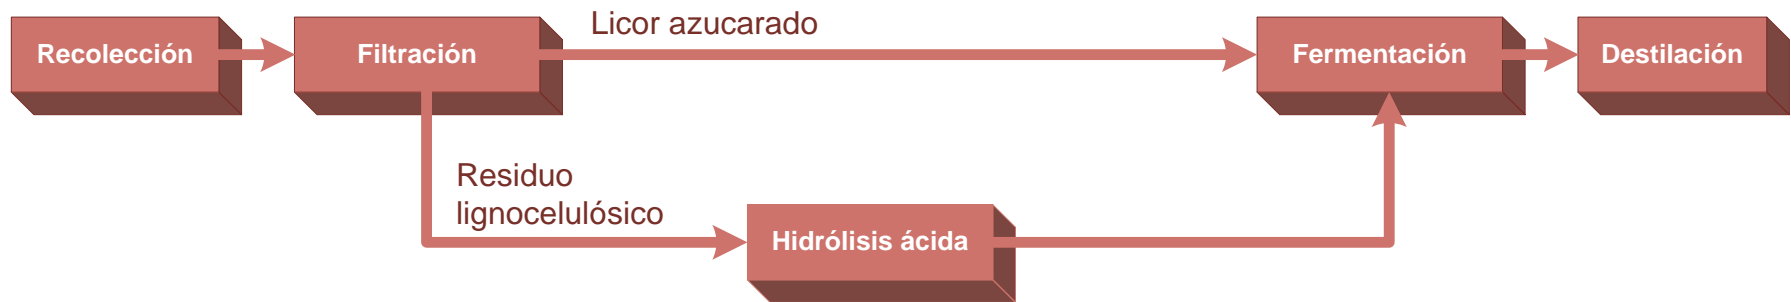 Licor azucarado
Recolección
Filtración
Fermentación
Destilación
Residuo
lignocelulósico
Hidrólisis ácida